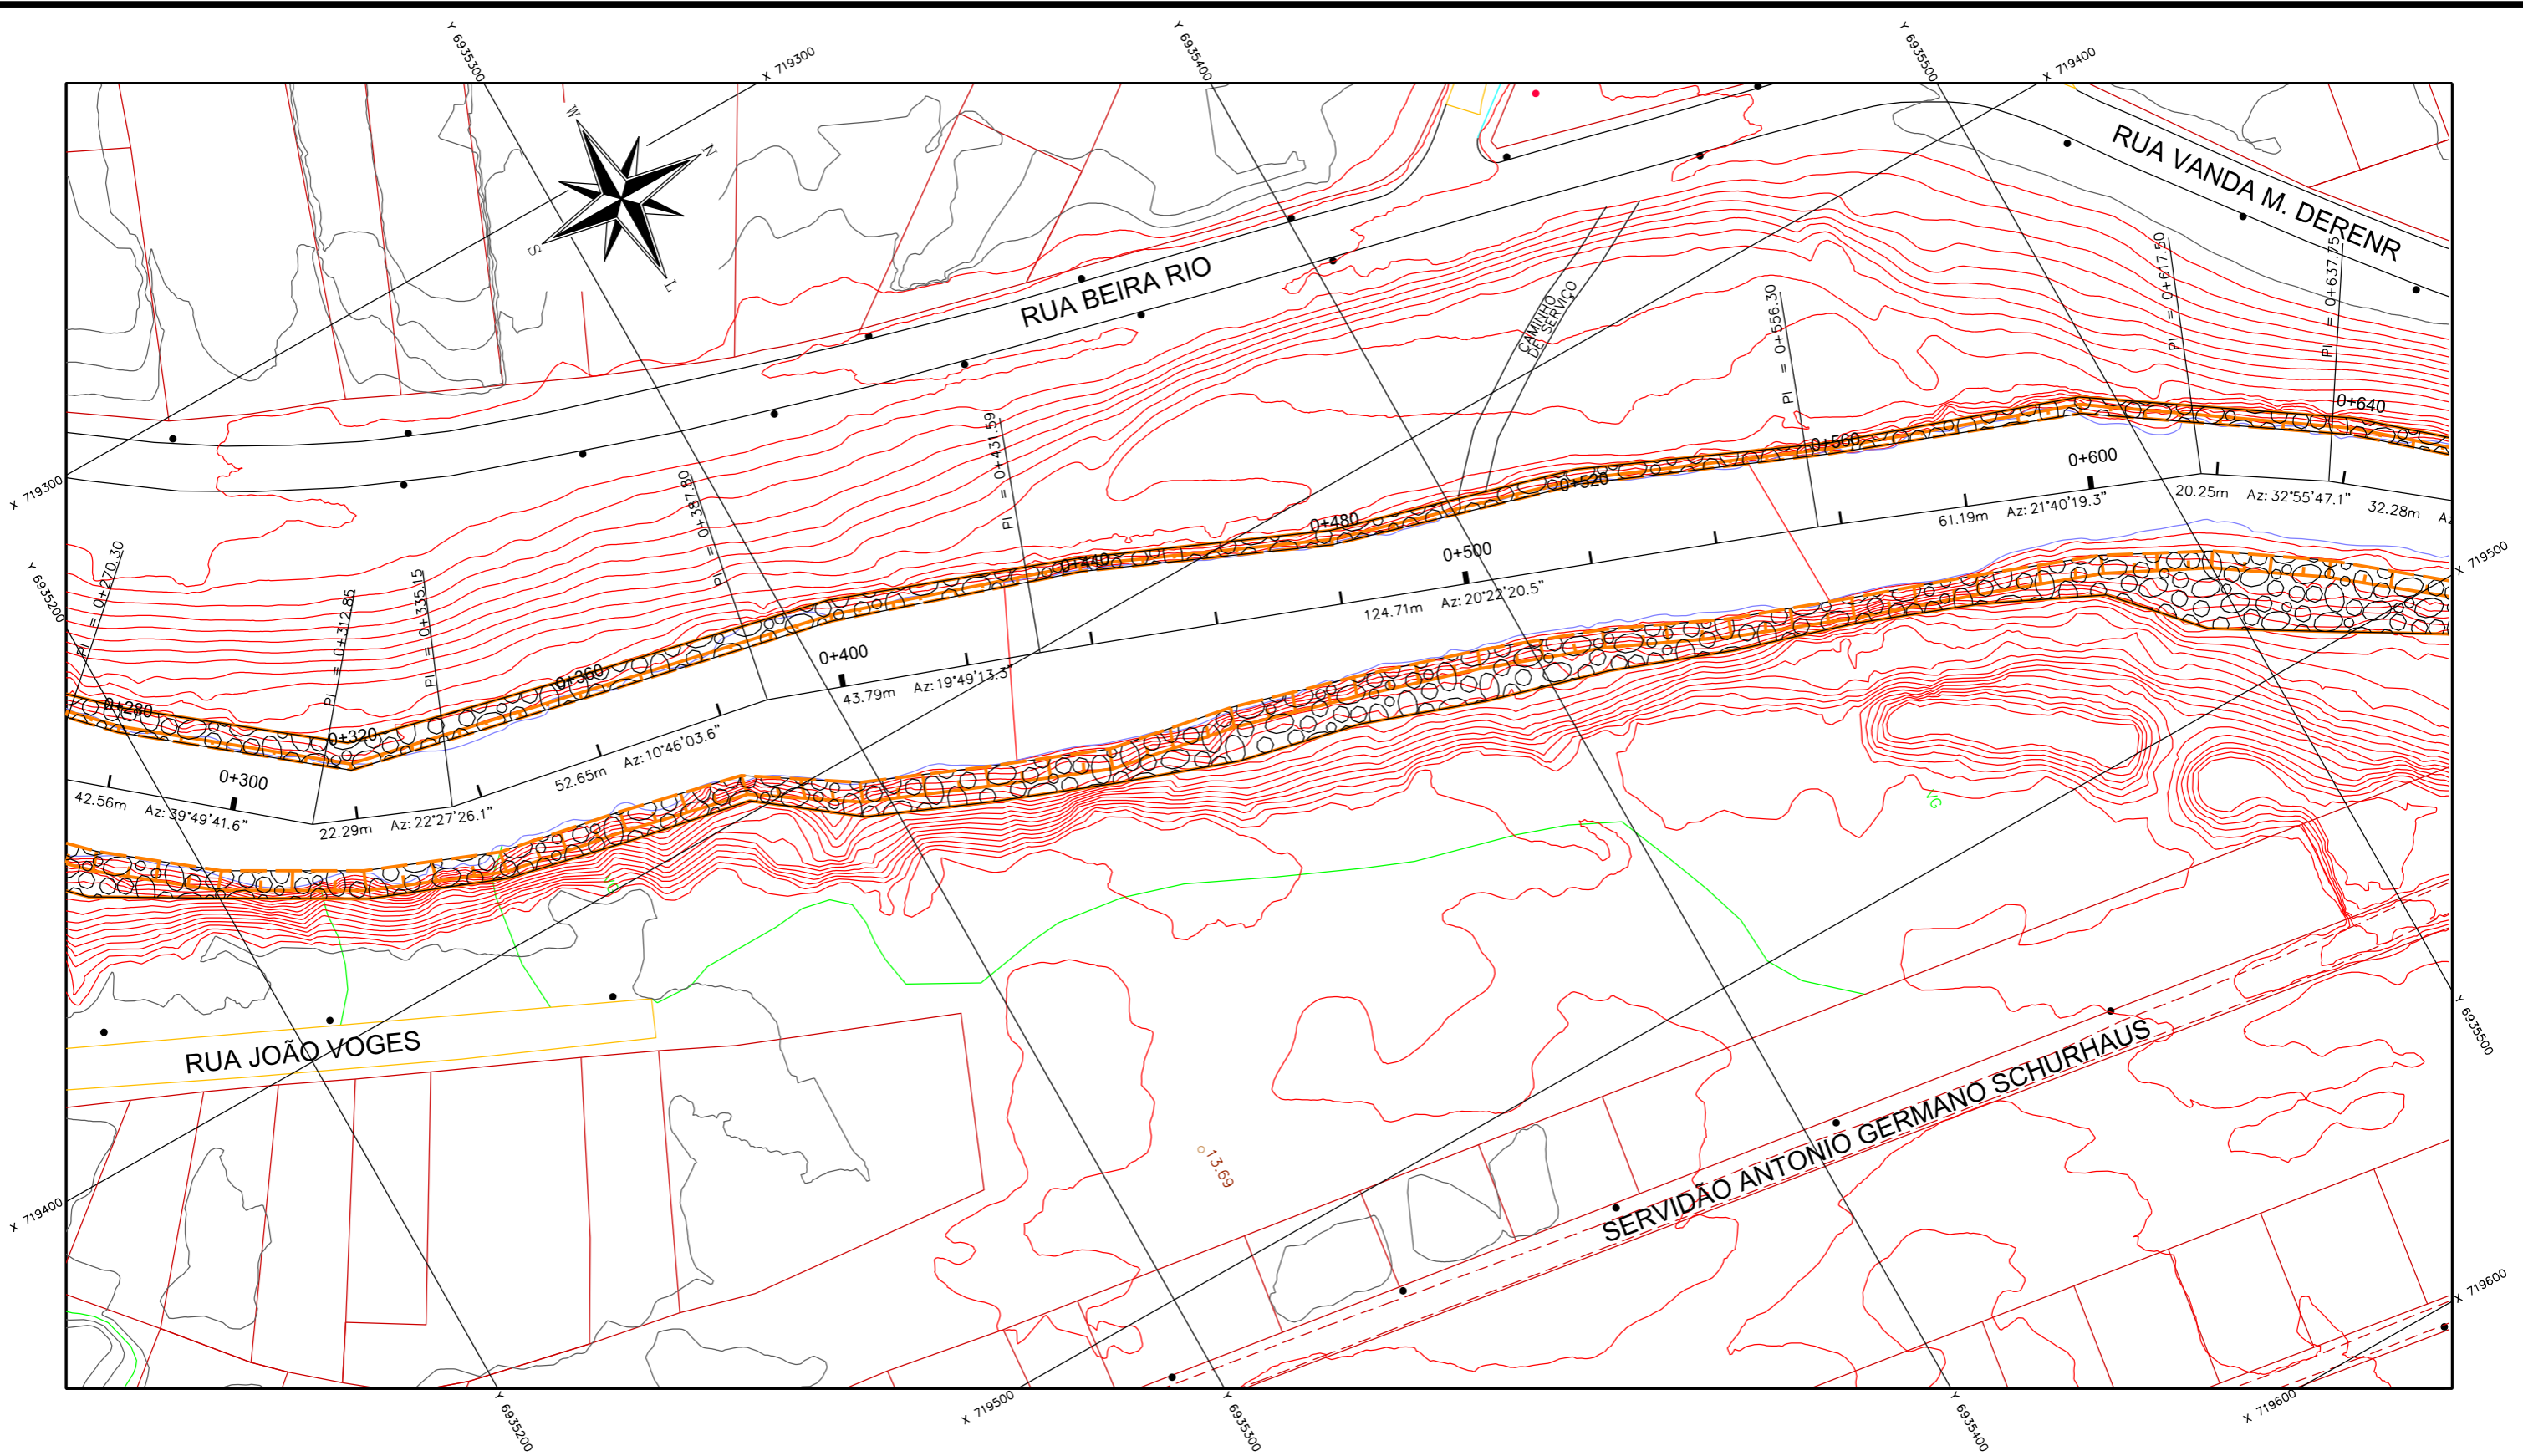 Y 6935300
X 719300
Y 6935400
Y 6935500
X 719400
W
N
S
L
RUA VANDA M. DERENR
RUA BEIRA RIO
CAMINHO
DE SERVIÇO
PI = 0+617.50
PI = 0+637.75
PI = 0+556.30
PI = 0+431.59
PI = 0+387.80
PI = 0+335.15
PI = 0+312.85
PI = 0+270.30
X 719300
Y 6935200
0+280
0+320
0+360
0+440
0+480
0+520
0+560
0+640
0+300
0+400
0+500
0+600
42.56m Az: 39°49'41.6"
22.29m Az: 22°27'26.1"
52.65m Az: 10°46'03.6"
43.79m Az: 19°49'13.3"
124.71m Az: 20°22'20.5"
61.19m Az: 21°40'19.3"
20.25m Az: 32°55'47.1"
32.28m Az
X 719500
VG
VG
RUA JOÃO VOGES
SERVIDÃO ANTONIO GERMANO SCHURHAUS
13.69
X 719400
Y 6935500
X 719600
Y 6935200
X 719500
Y 6935300
Y 6935400
X 719600